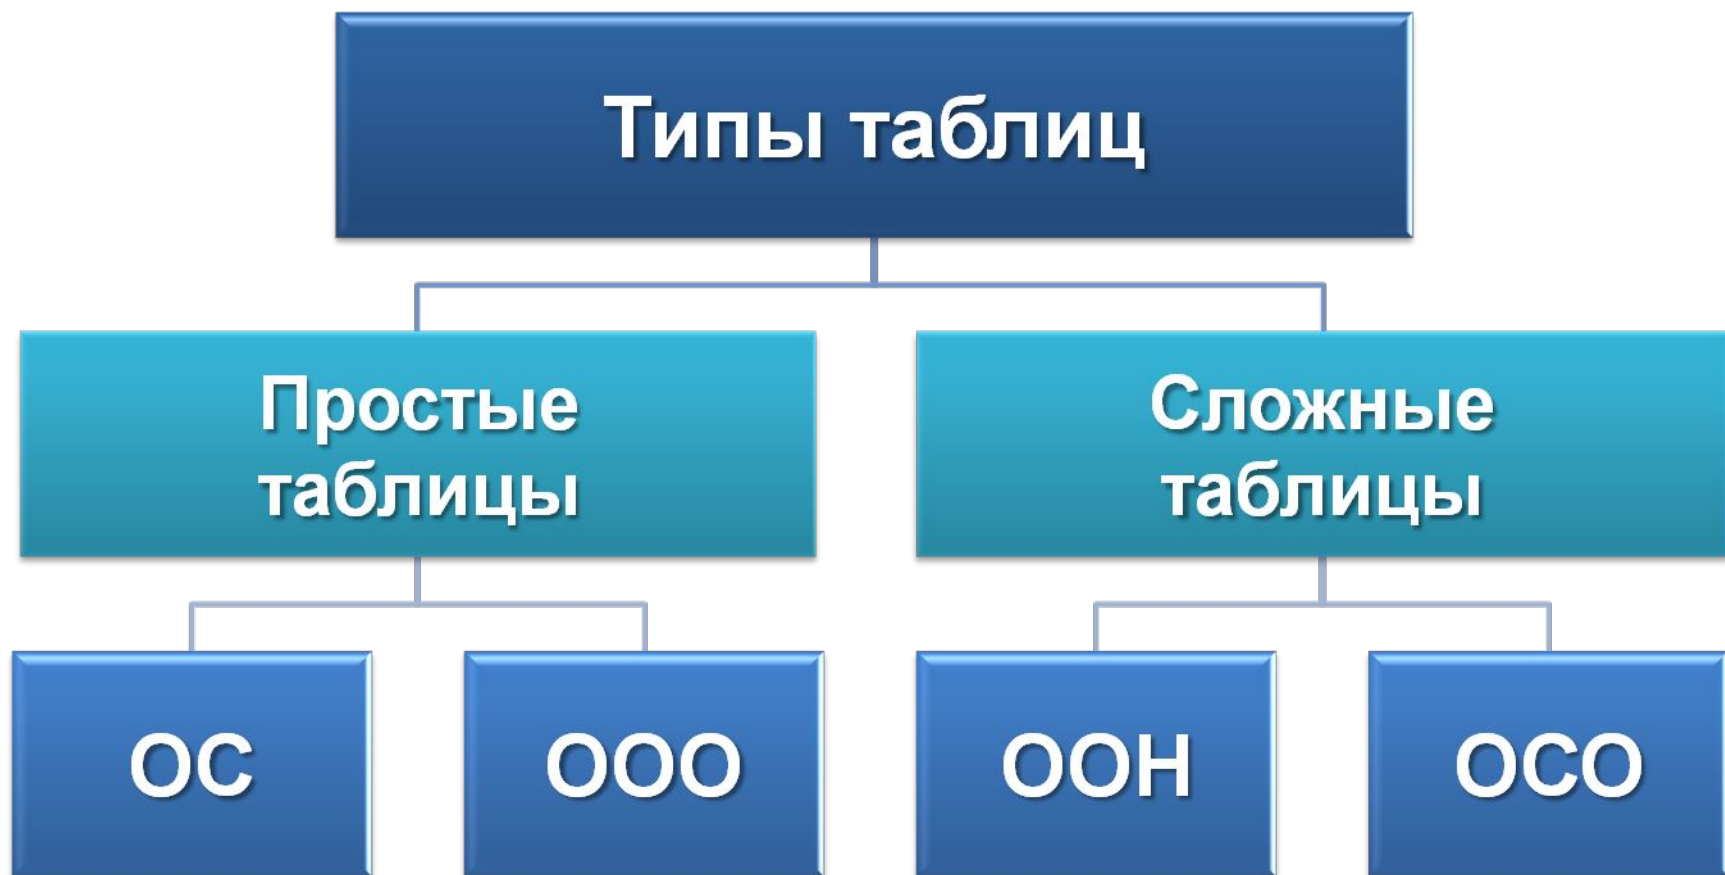 Типы таблиц
Простые
таблицы
Сложные
таблицы
ОС
ООО
ООН
ОСО